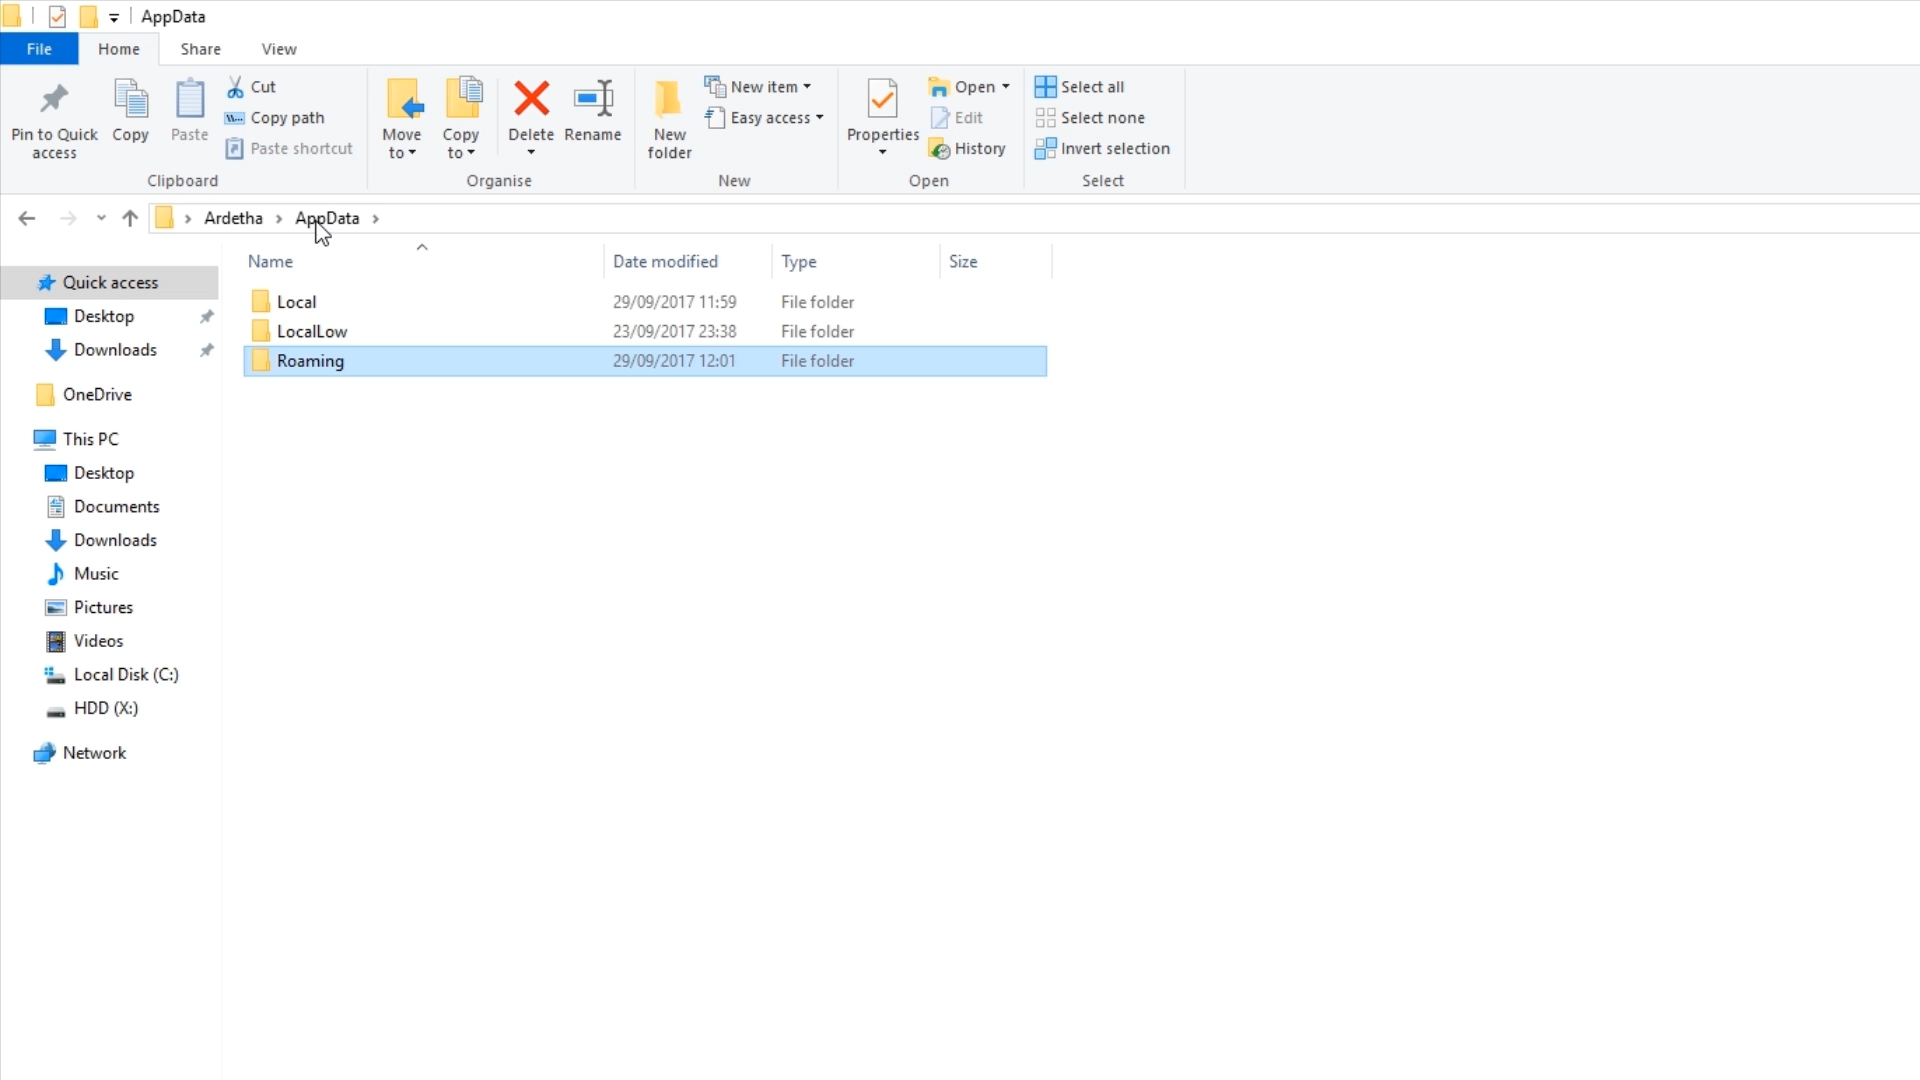 AppData
File Home Share View
Pin to Quick access
Copy
Paste
Cut
Copy path
Paste shortcut
Clipboard
Move to
Copy to
Delete
Rename
Organise
New folder
New item
Easy access
New
Properties
Open
Edit
History
Open
Select all
Select none
Invert selection
Select
Ardetha > AppData >
Name Date modified Type Size
Local 29/09/2017 11:59 File folder
LocalLow 23/09/2017 23:38 File folder
Roaming 29/09/2017 12:01 File folder
Quick access
Desktop
Downloads
OneDrive
This PC
Desktop
Documents
Downloads
Music
Pictures
Videos
Local Disk (C:)
HDD (X:)
Network